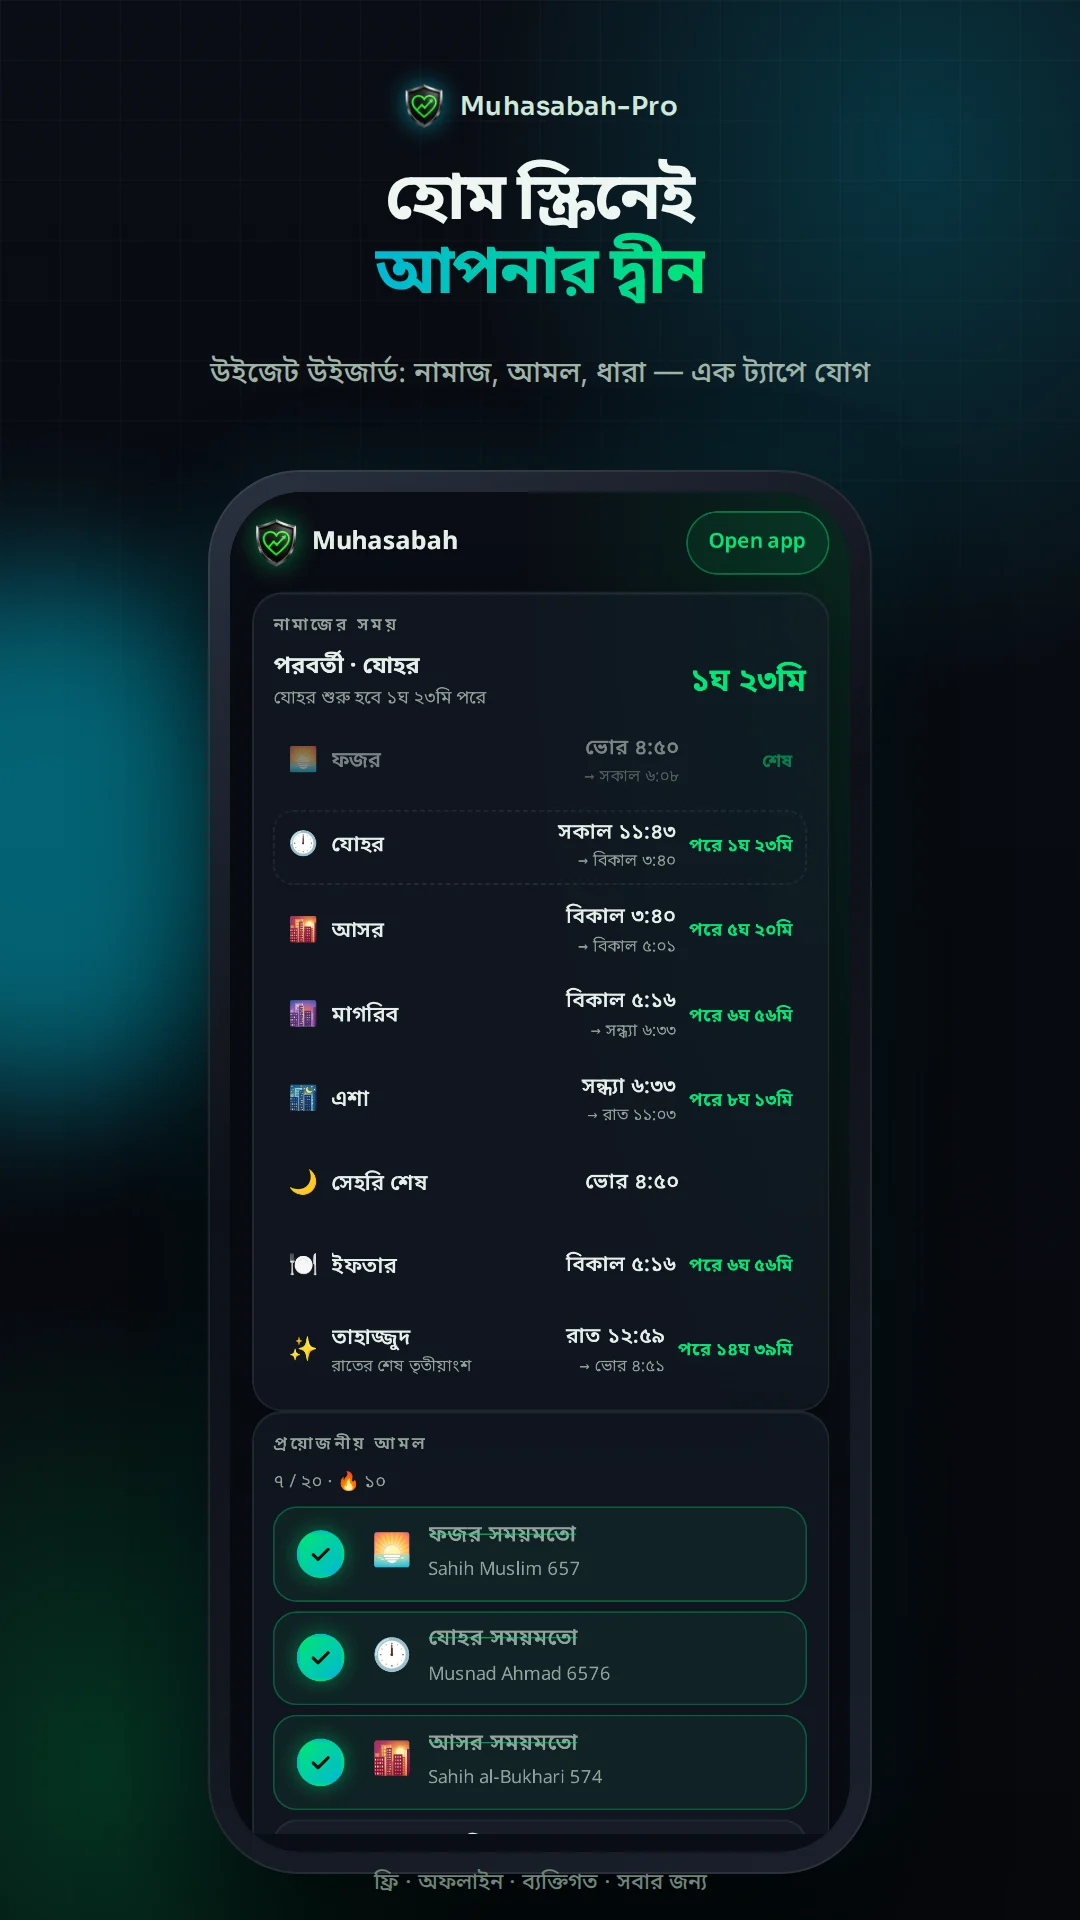 Muhasabah-Pro
হোম স্ক্রিনেই
আপনার দ্বীন
উইজেট উইজার্ড: নামাজ, আমল, ধারা — এক ট্যাপে যোগ
Muhasabah
Open app
নামাজের সময়
পরবর্তী · যোহর
১ঘ ২৩মি
যোহর শুরু হবে ১ঘ ২৩মি পরে
ফজর
ভোর ৪:৫০
→ সকাল ৬:০৮
শেষ
যোহর
সকাল ১১:৪৩
→ বিকাল ৩:৪০
পরে ১ঘ ২৩মি
আসর
বিকাল ৩:৪০
→ বিকাল ৫:০১
পরে ৫ঘ ২০মি
মাগরিব
বিকাল ৫:১৬
→ সন্ধ্যা ৬:৩৩
পরে ৬ঘ ৫৬মি
এশা
সন্ধ্যা ৬:৩৩
→ রাত ১১:০৩
পরে ৮ঘ ১৩মি
সেহরি শেষ
ভোর ৪:৫০
ইফতার
বিকাল ৫:১৬
পরে ৬ঘ ৫৬মি
তাহাজ্জুদ
রাতের শেষ তৃতীয়াংশ
রাত ১২:৫৯
→ ভোর ৪:৫১
পরে ১৪ঘ ৩৯মি
প্রয়োজনীয় আমল
৭ / ২০ · 🔥 ১০
ফজর সময়মতো
Sahih Muslim 657
যোহর সময়মতো
Musnad Ahmad 6576
আসর সময়মতো
Sahih al-Bukhari 574
ফ্রি · অফলাইন · ব্যক্তিগত · সবার জন্য